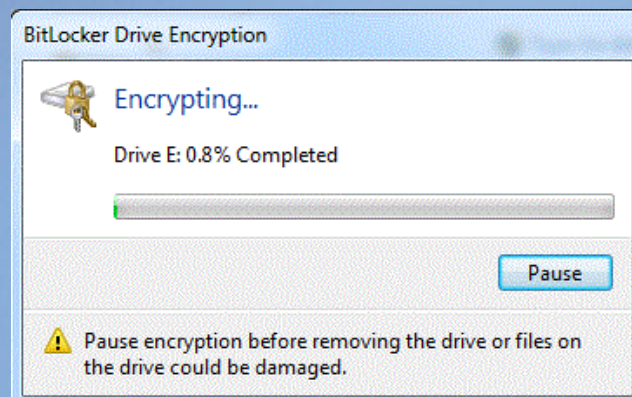 BitLocker Drive Encryption
Encrypting...
Drive E: 0.8% Completed
Pause
Pause encryption before removing the drive or files on
the drive could be damaged.